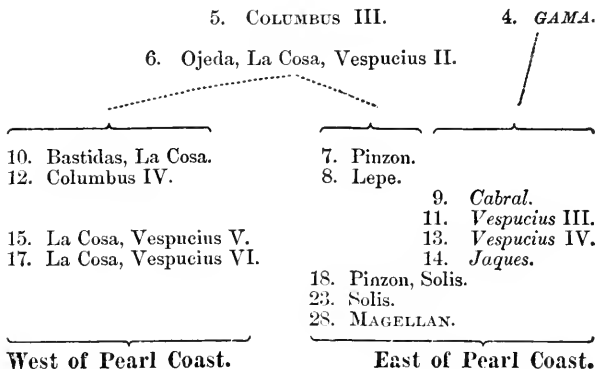 5. COLUMBUS III. 4. GAMA.
6. Ojeda, La Cosa, Vespucius II.
10. Bastidas, La Cosa. 7. Pinzon.
12. Columbus IV. 8. Lepe.
9. Cabral.
11. Vespucius III.
15. La Cosa, Vespucius V. 13. Vespucius IV.
17. La Cosa, Vespucius VI. 14. Jaques.
18. Pinzon, Solis.
23. Solis.
28. MAGELLAN.
West of Pearl Coast. East of Pearl Coast.